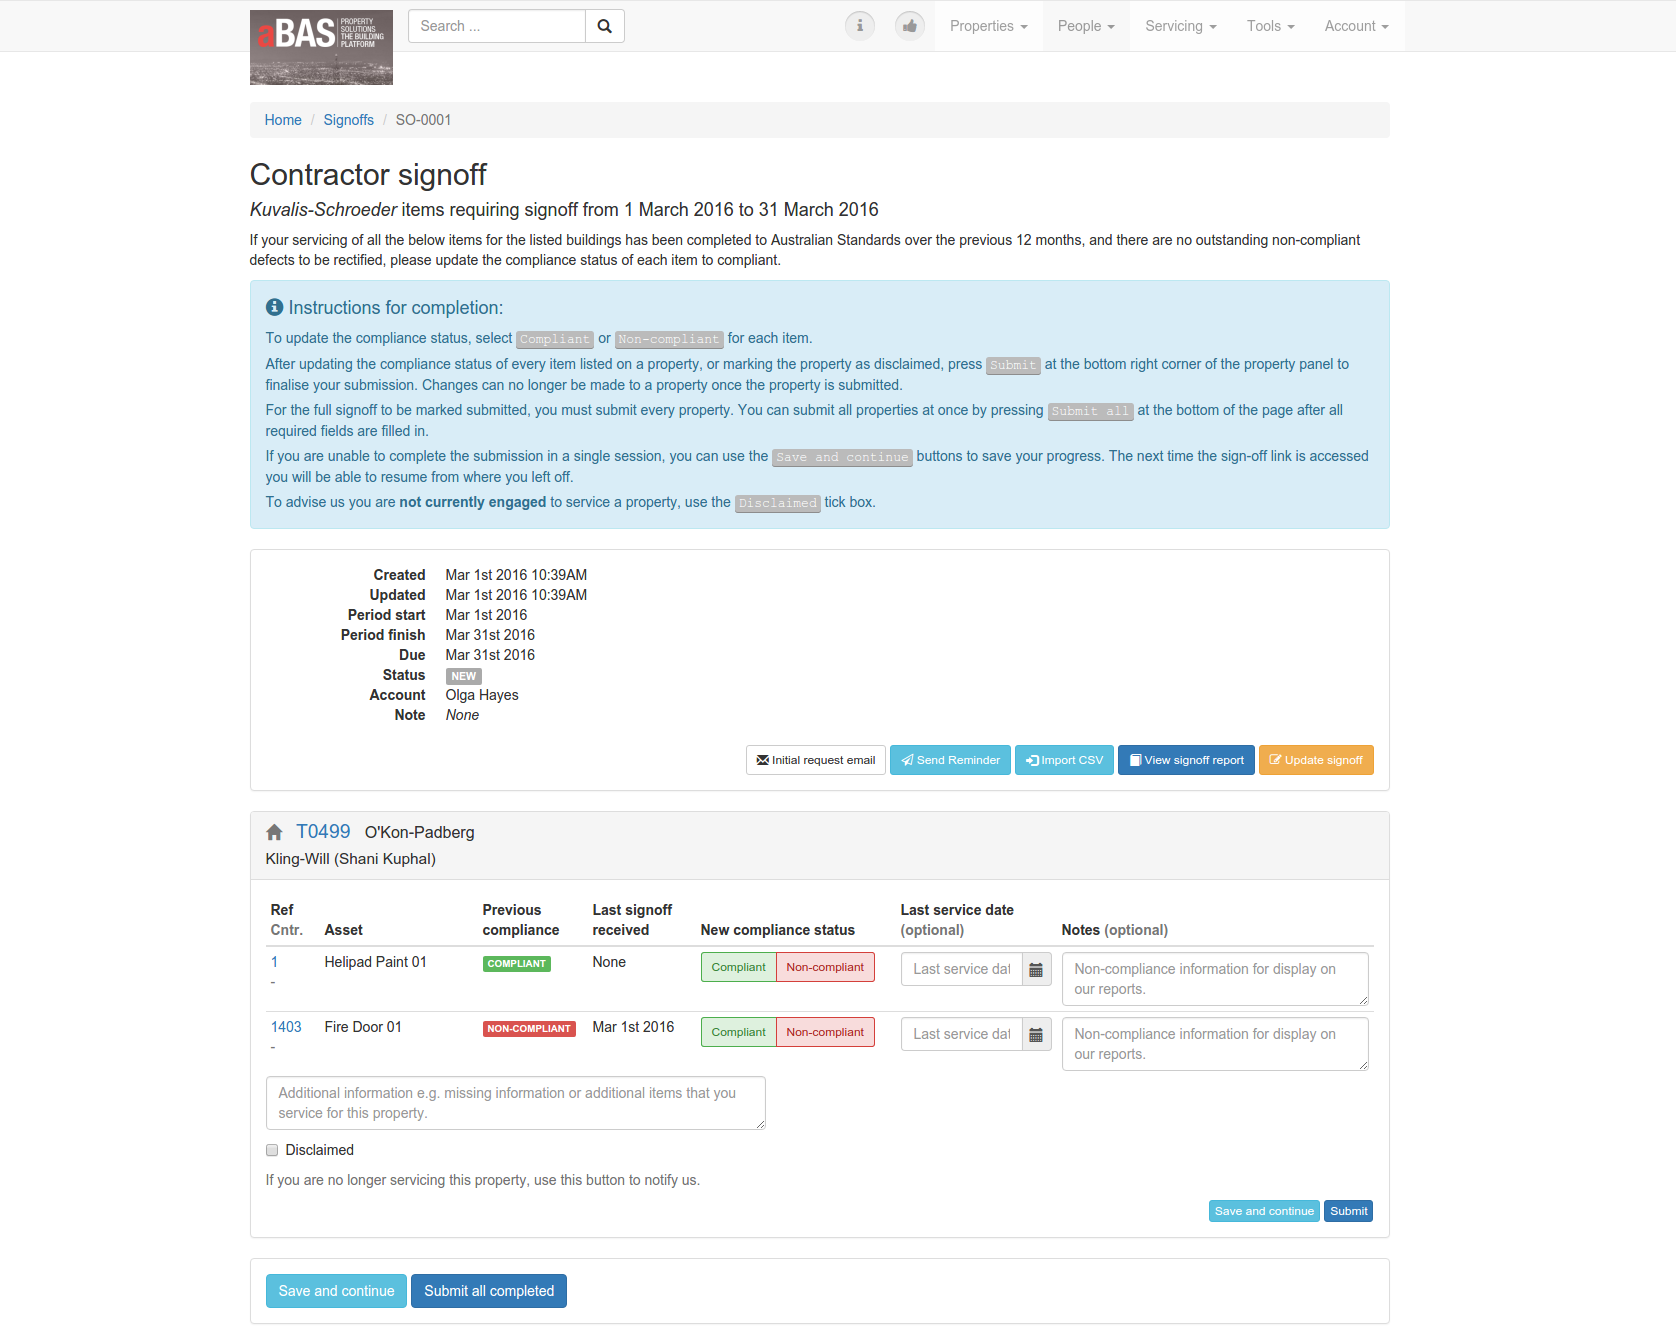 aBAS PROPERTY SOLUTIONS THE BUILDING PLATFORM
Search ...
Properties
People
Servicing
Tools
Account
Home / Signoffs / SO-0001
Contractor signoff
Kuvalis-Schroeder items requiring signoff from 1 March 2016 to 31 March 2016
If your servicing of all the below items for the listed buildings has been completed to Australian Standards over the previous 12 months, and there are no outstanding non-compliant
defects to be rectified, please update the compliance status of each item to compliant.
Instructions for completion:
To update the compliance status, select Compliant or Non-compliant for each item.
After updating the compliance status of every item listed on a property, or marking the property as disclaimed, press Submit at the bottom right corner of the property panel to
finalise your submission. Changes can no longer be made to a property once the property is submitted.
For the full signoff to be marked submitted, you must submit every property. You can submit all properties at once by pressing Submit all at the bottom of the page after all
required fields are filled in.
If you are unable to complete the submission in a single session, you can use the Save and continue buttons to save your progress. The next time the sign-off link is accessed
you will be able to resume from where you left off.
To advise us you are not currently engaged to service a property, use the Disclaimed tick box.
Created Mar 1st 2016 10:39AM
Updated Mar 1st 2016 10:39AM
Period start Mar 1st 2016
Period finish Mar 31st 2016
Due Mar 31st 2016
Status NEW
Account Olga Hayes
Note None
Initial request email
Send Reminder
Import CSV
View signoff report
Update signoff
T0499 O'Kon-Padberg
Kling-Will (Shani Kuphal)
Ref Previous Last signoff Last service date
Cntr. Asset compliance received New compliance status (optional) Notes (optional)
1 Helipad Paint 01 COMPLIANT None Compliant Non-compliant Last service dat Non-compliance information for display on
- our reports.
1403 Fire Door 01 NON-COMPLIANT Mar 1st 2016 Compliant Non-compliant Last service dat Non-compliance information for display on
- our reports.
Additional information e.g. missing information or additional items that you
service for this property.
Disclaimed
If you are no longer servicing this property, use this button to notify us.
Save and continue Submit
Save and continue Submit all completed